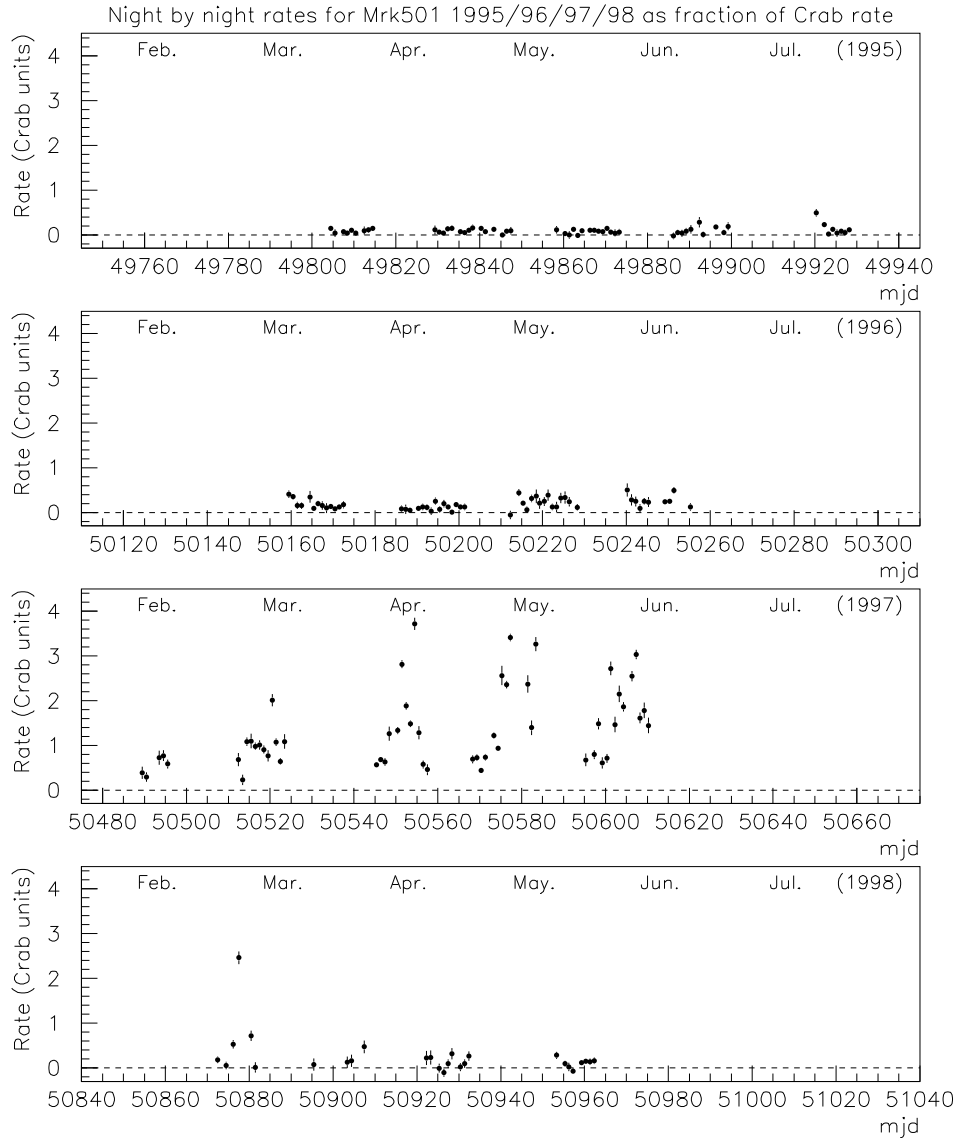 Night by night rates for Mrk501 1995/96/97/98 as fraction of Crab rate
Rate (Crab units)
Feb. Mar. Apr. May. Jun. Jul. (1995)
4
3
2
1
0
49760 49780 49800 49820 49840 49860 49880 49900 49920 49940
mjd
Rate (Crab units)
Feb. Mar. Apr. May. Jun. Jul. (1996)
4
3
2
1
0
50120 50140 50160 50180 50200 50220 50240 50260 50280 50300
mjd
Rate (Crab units)
Feb. Mar. Apr. May. Jun. Jul. (1997)
4
3
2
1
0
50480 50500 50520 50540 50560 50580 50600 50620 50640 50660
mjd
Rate (Crab units)
Feb. Mar. Apr. May. Jun. Jul. (1998)
4
3
2
1
0
50840 50860 50880 50900 50920 50940 50960 50980 51000 51020 51040
mjd